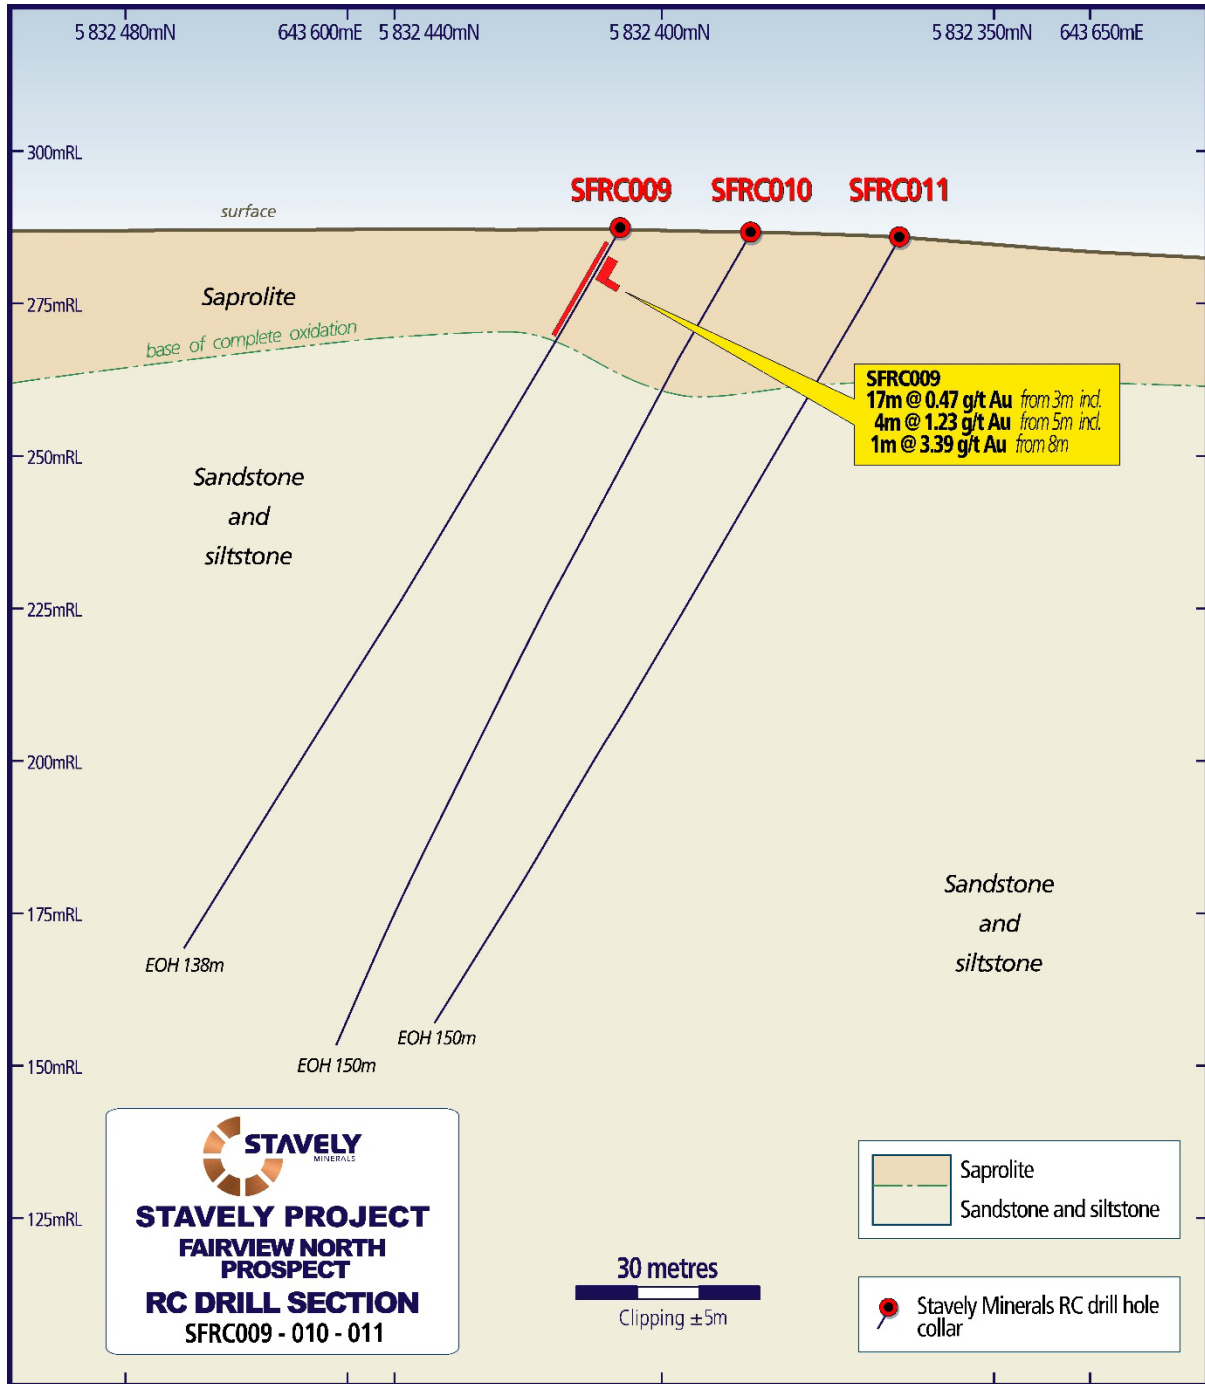 5 832 480mN
643 600mE
5 832 440mN
5 832 400mN
5 832 350mN
643 650mE
300mRL
SFRC009
SFRC010
SFRC011
surface
275mRL
Saprolite
base of complete oxidation
SFRC009
17m @ 0.47 g/t Au from 3m incl.
4m @ 1.23 g/t Au from 5m incl.
1m @ 3.39 g/t Au from 8m
250mRL
Sandstone
and
siltstone
225mRL
200mRL
175mRL
Sandstone
and
siltstone
EOH 138m
EOH 150m
EOH 150m
150mRL
125mRL
STAVELY
MINERALS
STAVELY PROJECT
FAIRVIEW NORTH
PROSPECT
RC DRILL SECTION
SFRC009 - 010 - 011
30 metres
Clipping ±5m
Saprolite
Sandstone and siltstone
Stavely Minerals RC drill hole
collar